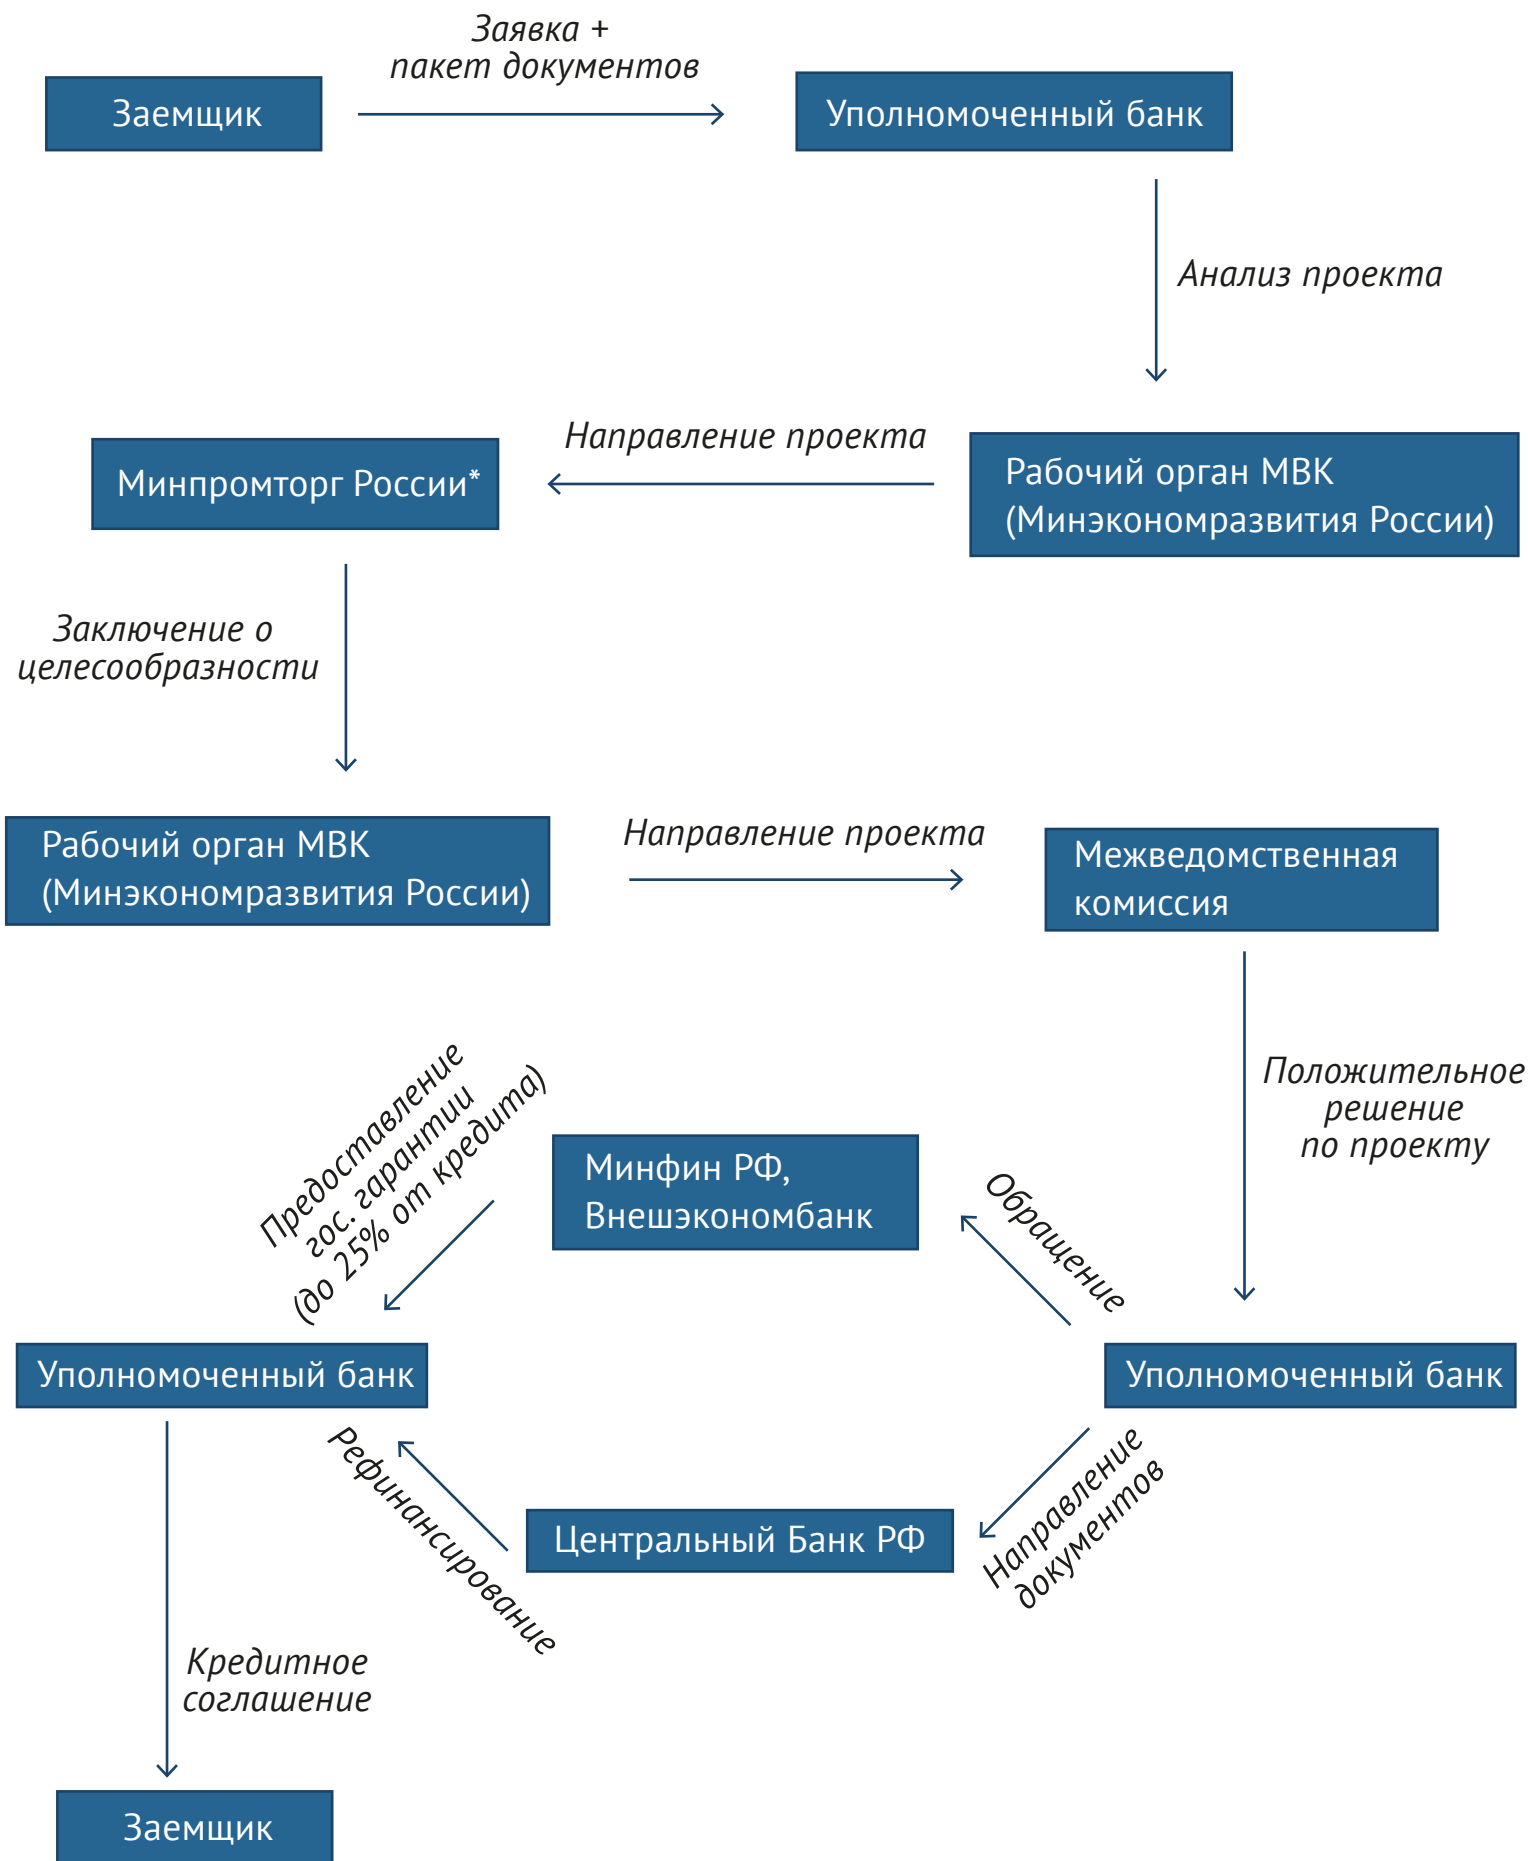 Заявка +
пакет документов
Заемщик
Уполномоченный банк
Анализ проекта
Направление проекта
Минпромторг России*
Рабочий орган МВК
(Минэкономразвития России)
Заключение о
целесообразности
Рабочий орган МВК
(Минэкономразвития России)
Направление проекта
Межведомственная
комиссия
Положительное
решение
по проекту
Предоставление
гос. гарантии
(до 25% от кредита)
Минфин РФ,
Внешэкономбанк
Обращение
Уполномоченный банк
Уполномоченный банк
Рефинансирование
Центральный Банк РФ
Направление
документов
Кредитное
соглашение
Заемщик